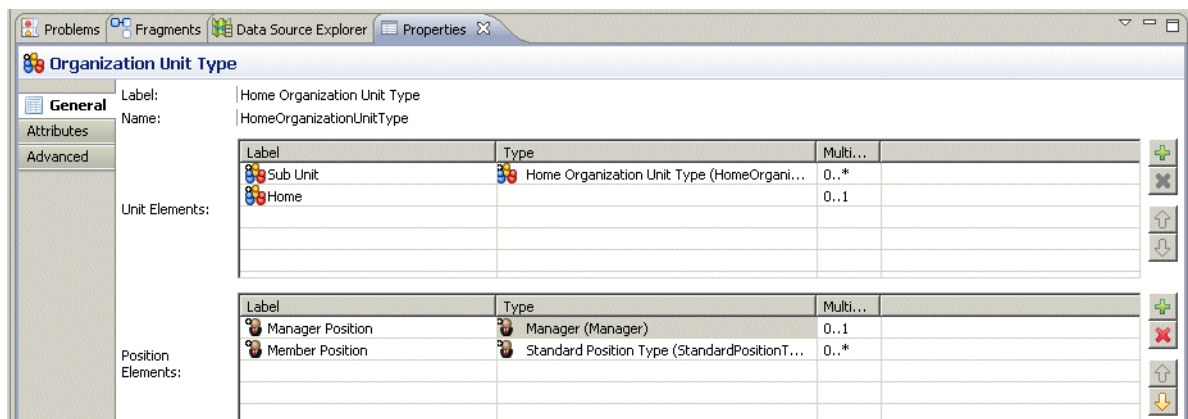 Problems Fragments Data Source Explorer Properties
Organization Unit Type
General
Attributes
Advanced
Label: Home Organization Unit Type
Name: HomeOrganizationUnitType
Unit Elements:
Label Type Multi...
Sub Unit Home Organization Unit Type (HomeOrgani... 0..*
Home 0..1
Position
Elements:
Label Type Multi...
Manager Position Manager (Manager) 0..1
Member Position Standard Position Type (StandardPositionT... 0..*